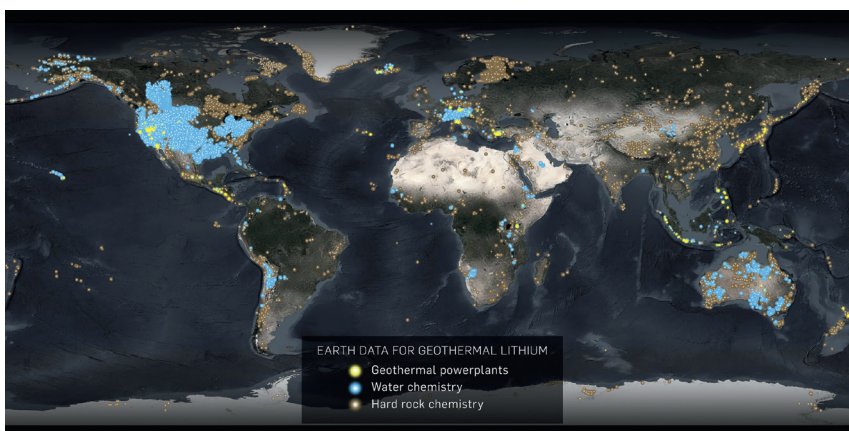 EARTH DATA FOR GEOTHERMAL LITHIUM
Geothermal powerplants
Water chemistry
Hard rock chemistry